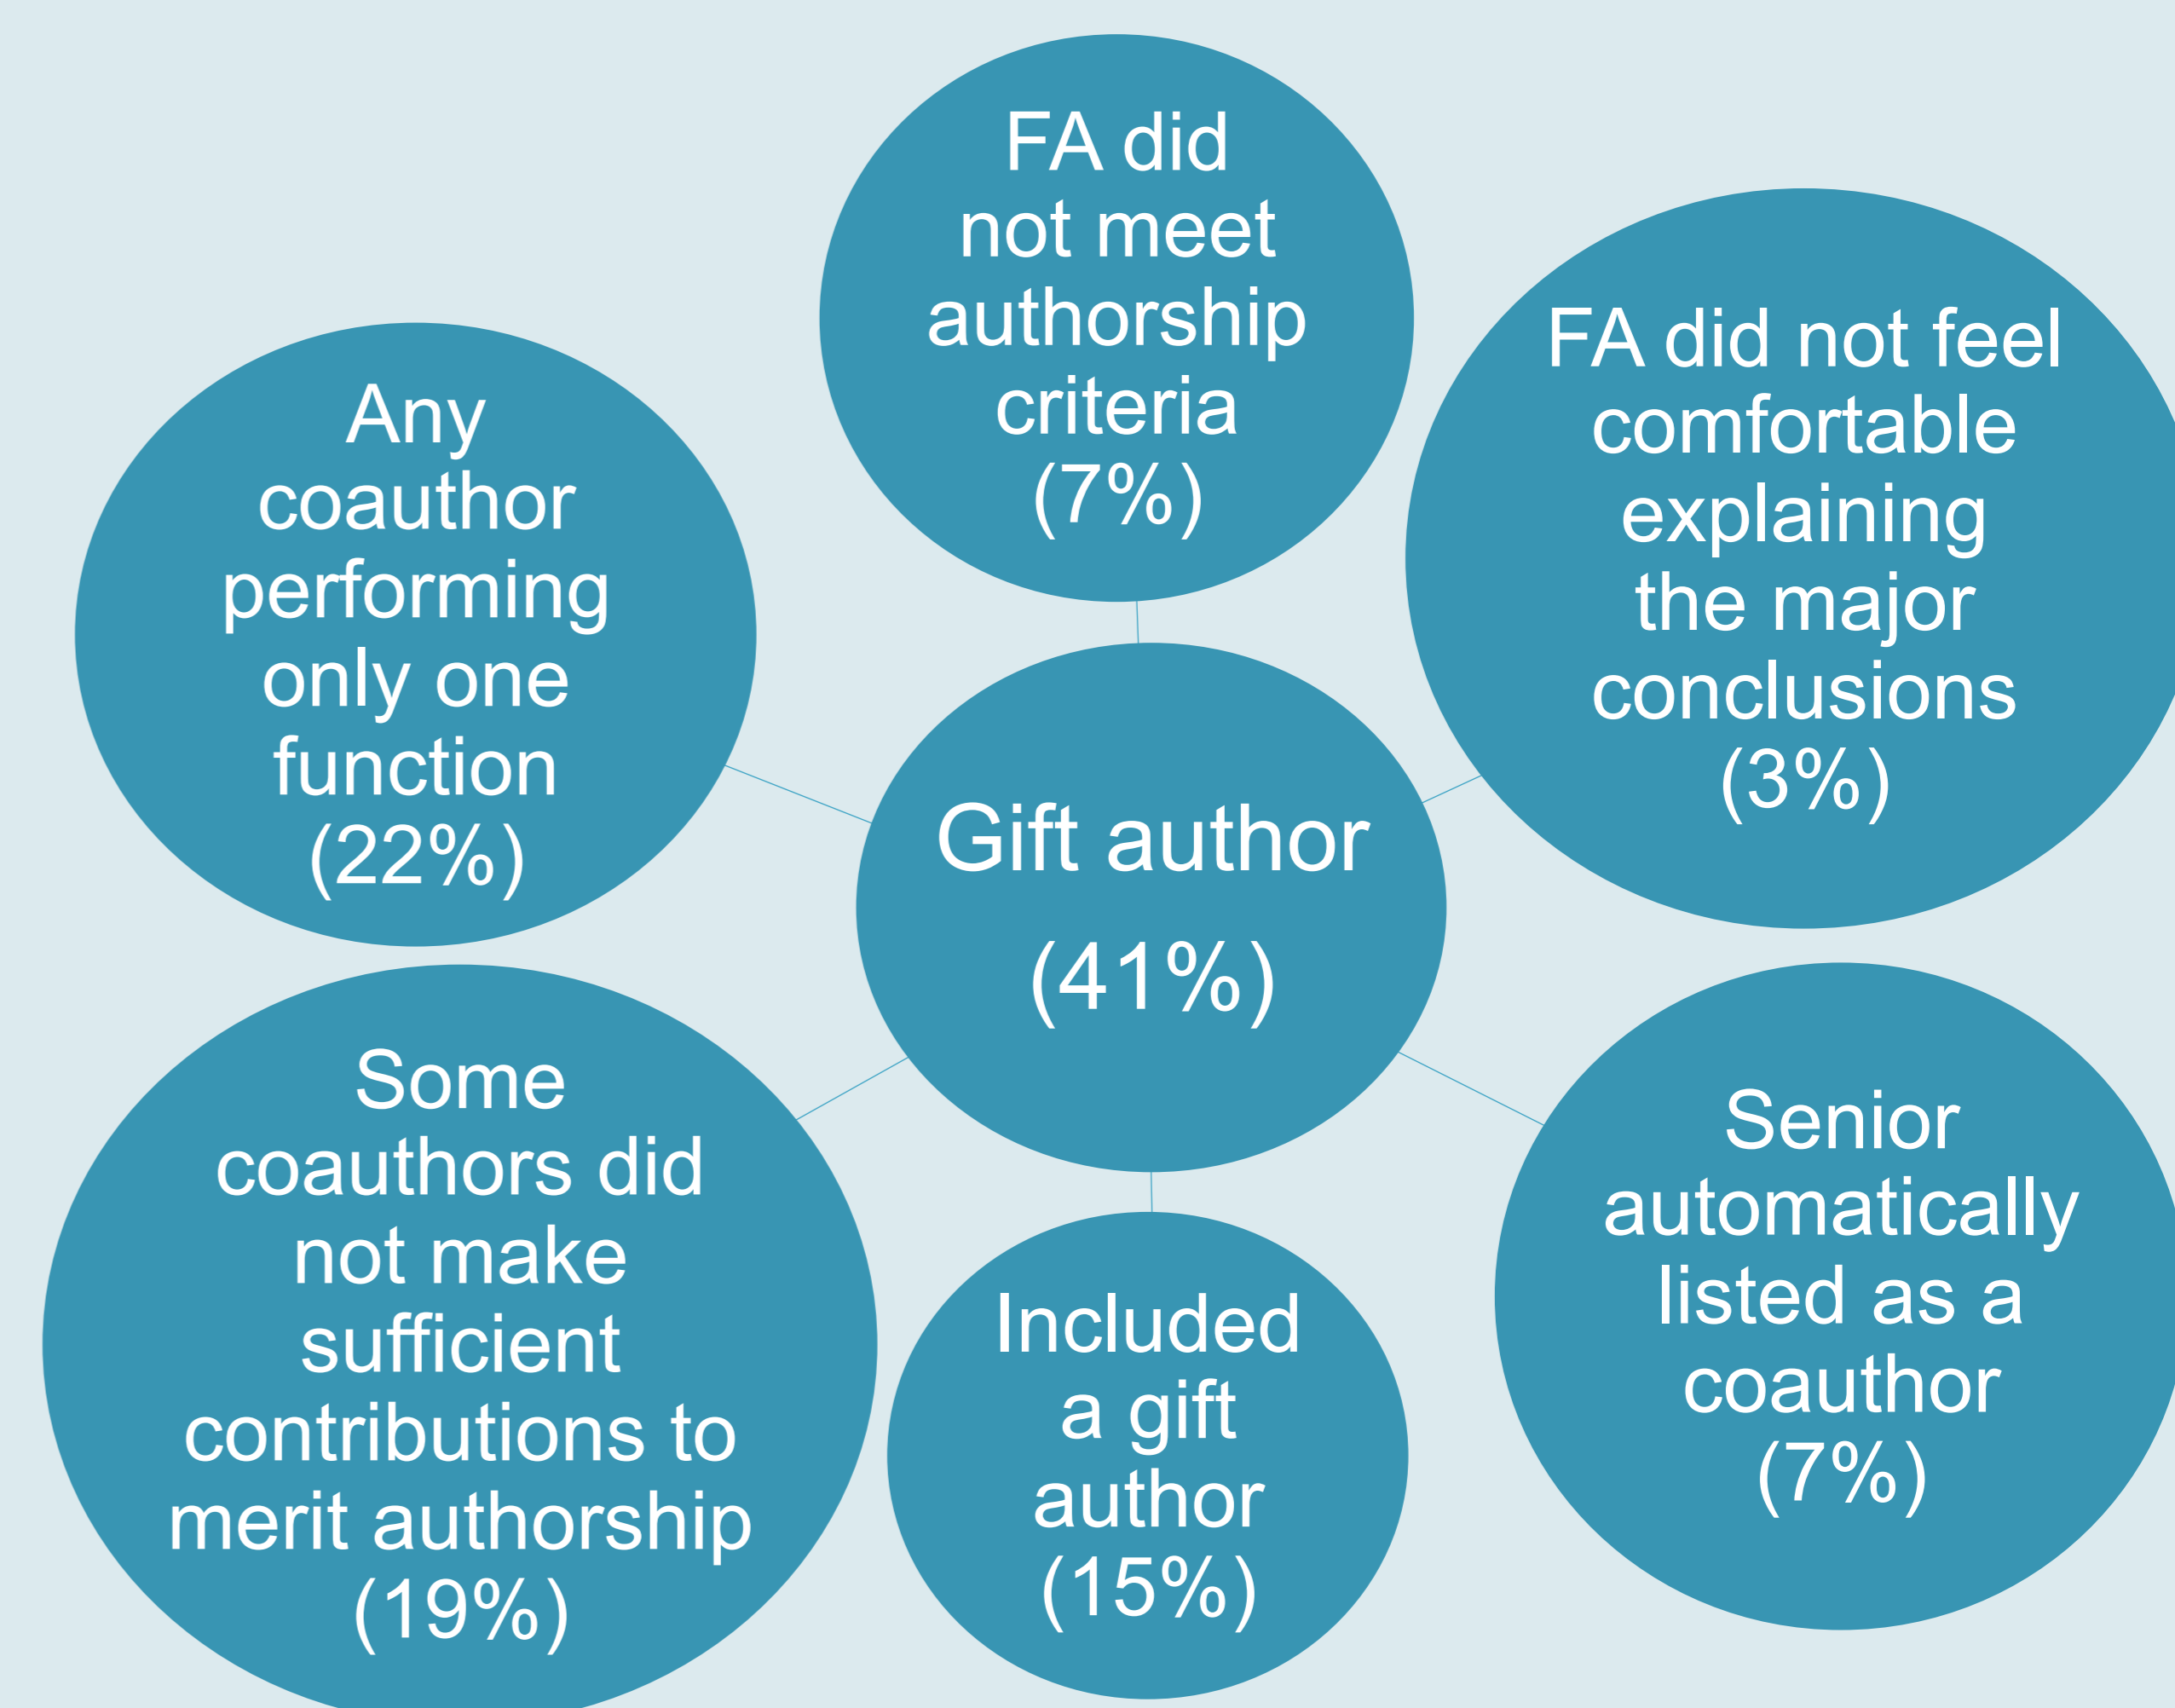 FA did
not meet
authorship
criteria
(7%)
FA did not feel
comfortable
explaining
the major
conclusions
(3%)
Any
coauthor
performing
only one
function
(22%)
Gift author
(41%)
Some
coauthors did
not make
sufficient
contributions to
merit authorship
(19%)
Included
a gift
author
(15%)
Senior
automatically
listed as a
coauthor
(7%)